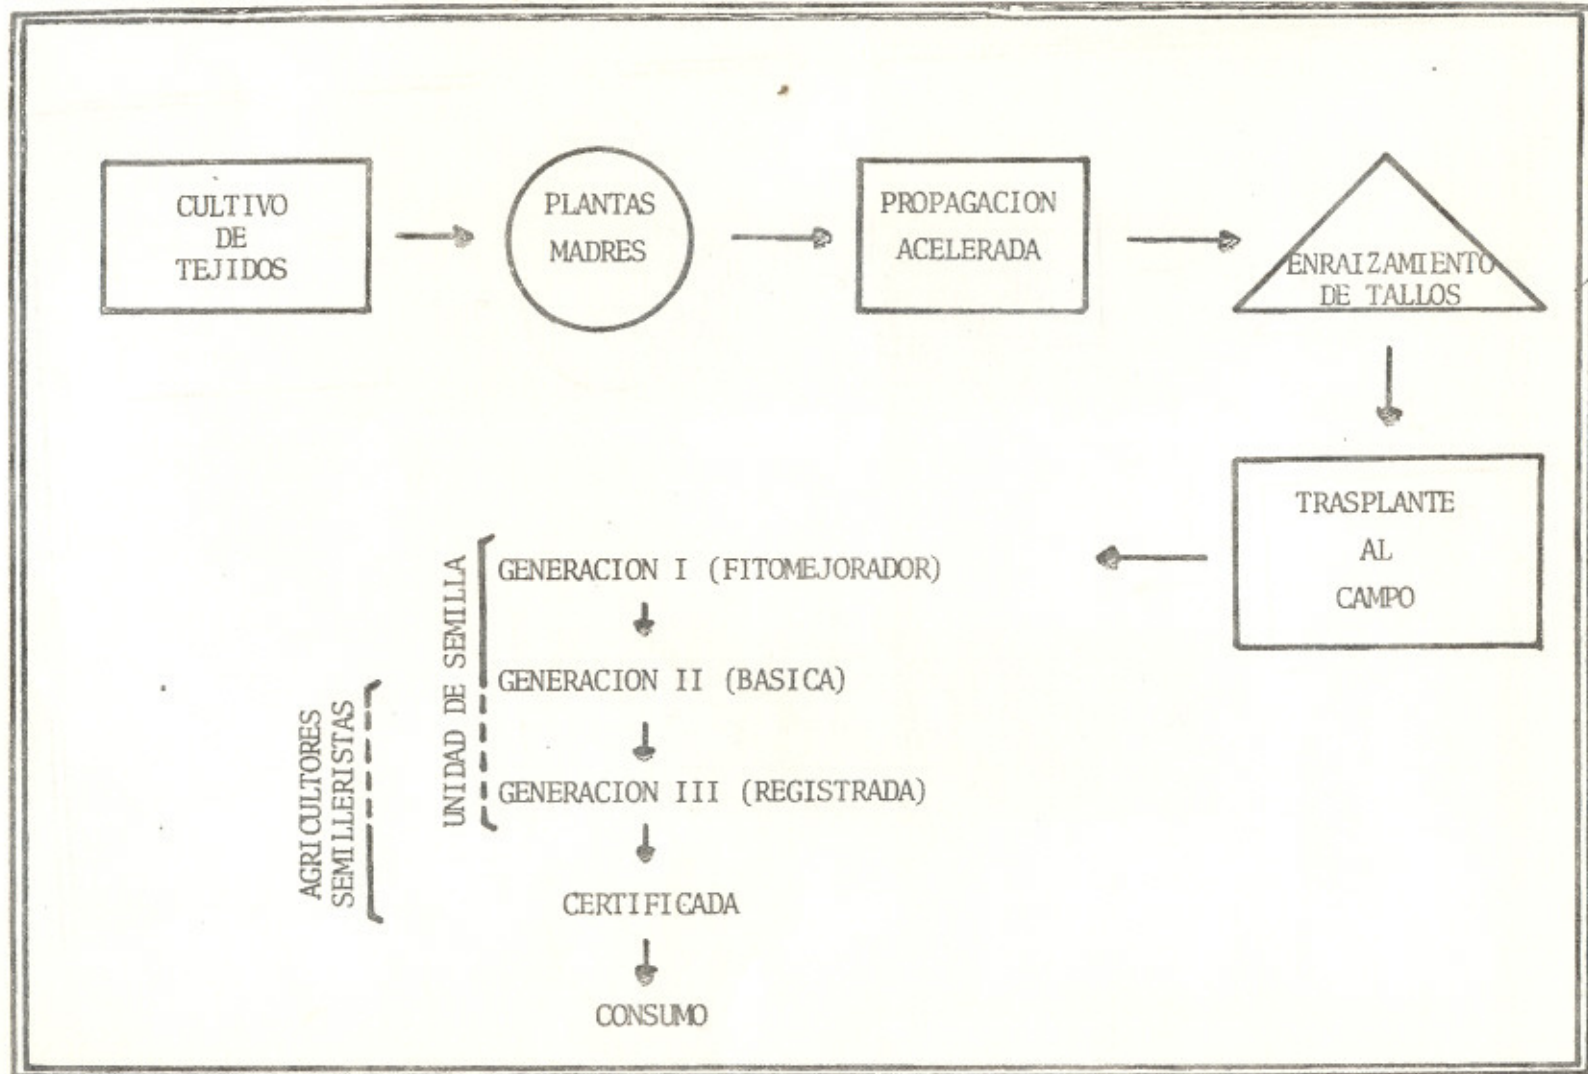 CULTIVO
DE
TEJIDOS
PLANTAS
MADRES
PROPAGACION
ACELERADA
ENRAIZAMIENTO
DE TALLOS
TRASPLANTE
AL
CAMPO
UNIDAD DE SEMILLA
GENERACION I (FITOMEJORADOR)
GENERACION II (BASICA)
GENERACION III (REGISTRADA)
AGRICULTORES
SEMILLERISTAS
CERTIFICADA
CONSUMO